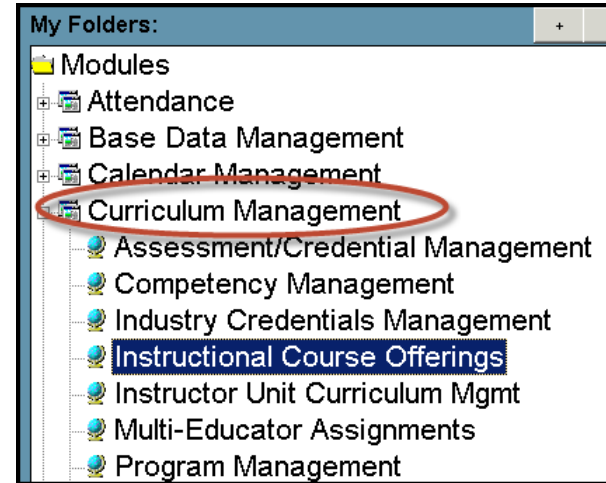 My Folders: +
Modules
Attendance
Base Data Management
Calendar Management
Curriculum Management
Assessment/Credential Management
Competency Management
Industry Credentials Management
Instructional Course Offerings
Instructor Unit Curriculum Mgmt
Multi-Educator Assignments
Program Management